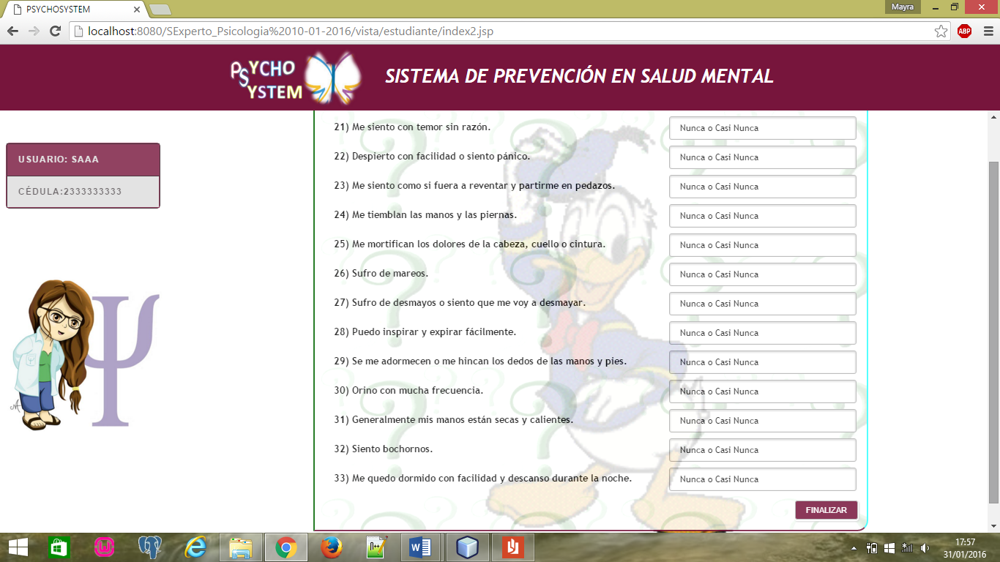 PSYCHOSYSTEM
Mayra
localhost:8080/SExperto_Psicologia%2010-01-2016/vista/estudiante/index2.jsp
ABP
PSYCHO
SYSTEM
SISTEMA DE PREVENCIÓN EN SALUD MENTAL
USUARIO: SAAA
CÉDULA:2333333333
21) Me siento con temor sin razón. Nunca o Casi Nunca
22) Despierto con facilidad o siento pánico. Nunca o Casi Nunca
23) Me siento como si fuera a reventar y partirme en pedazos. Nunca o Casi Nunca
24) Me tiemblan las manos y las piernas. Nunca o Casi Nunca
25) Me mortifican los dolores de la cabeza, cuello o cintura. Nunca o Casi Nunca
26) Sufro de mareos. Nunca o Casi Nunca
27) Sufro de desmayos o siento que me voy a desmayar. Nunca o Casi Nunca
28) Puedo inspirar y expirar fácilmente. Nunca o Casi Nunca
29) Se me adormecen o me hincan los dedos de las manos y pies. Nunca o Casi Nunca
30) Orino con mucha frecuencia. Nunca o Casi Nunca
31) Generalmente mis manos están secas y calientes. Nunca o Casi Nunca
32) Siento bochornos. Nunca o Casi Nunca
33) Me quedo dormido con facilidad y descanso durante la noche. Nunca o Casi Nunca
FINALIZAR
17:57
31/01/2016